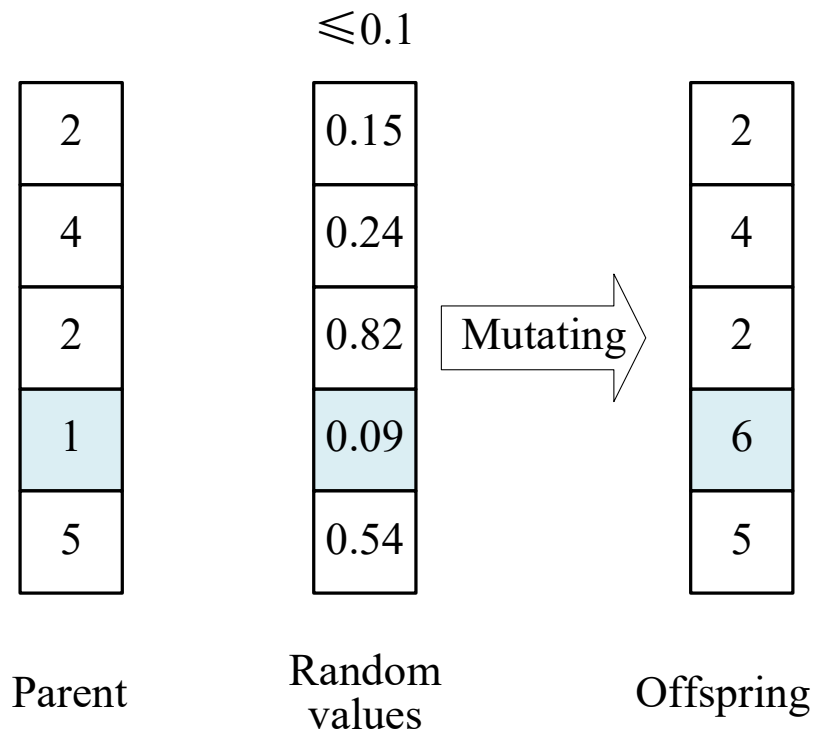 ≤0.1
2 0.15 2
4 0.24 4
2 0.82 Mutating 2
1 0.09 6
5 0.54 5
Parent Random values Offspring